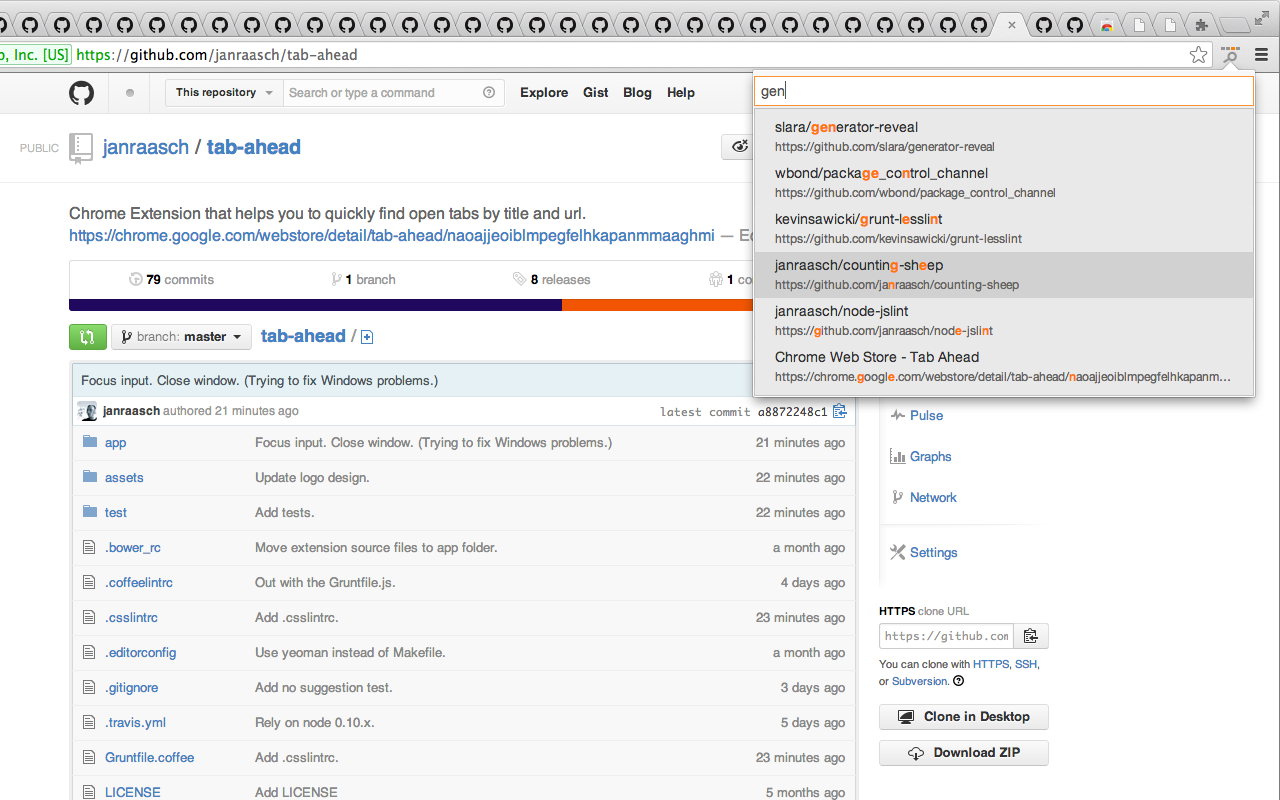 o, Inc. [US] https://github.com/janraasch/tab-ahead
gen
slara/generator-reveal
https://github.com/slara/generator-reveal
wbond/package_control_channel
https://github.com/wbond/package_control_channel
kevinsawicki/grunt-lesslint
https://github.com/kevinsawicki/grunt-lesslint
janraasch/counting-sheep
https://github.com/janraasch/counting-sheep
janraasch/node-jslint
https://github.com/janraasch/node-jslint
Chrome Web Store - Tab Ahead
https://chrome.google.com/webstore/detail/tab-ahead/naoajjeoiblmpegfelhkapanm...
This repository Search or type a command Explore Gist Blog Help
PUBLIC janraasch / tab-ahead
Chrome Extension that helps you to quickly find open tabs by title and url.
https://chrome.google.com/webstore/detail/tab-ahead/naoajjeoiblmpegfelhkapanmmaaghmi — Ec
79 commits 1 branch 8 releases 1 co
branch: master tab-ahead /
Focus input. Close window. (Trying to fix Windows problems.)
janraasch authored 21 minutes ago latest commit a8872248c1
app Focus input. Close window. (Trying to fix Windows problems.) 21 minutes ago
assets Update logo design. 22 minutes ago
test Add tests. 22 minutes ago
.bower_rc Move extension source files to app folder. a month ago
.coffeelintrc Out with the Gruntfile.js. 4 days ago
.csslintrc Add .csslintrc. 23 minutes ago
.editorconfig Use yeoman instead of Makefile. a month ago
.gitignore Add no suggestion test. 3 days ago
.travis.yml Rely on node 0.10.x. 5 days ago
Gruntfile.coffee Add .csslintrc. 23 minutes ago
LICENSE Add LICENSE 5 months ago
Pulse
Graphs
Network
Settings
HTTPS clone URL
https://github.com
You can clone with HTTPS, SSH,
or Subversion.
Clone in Desktop
Download ZIP